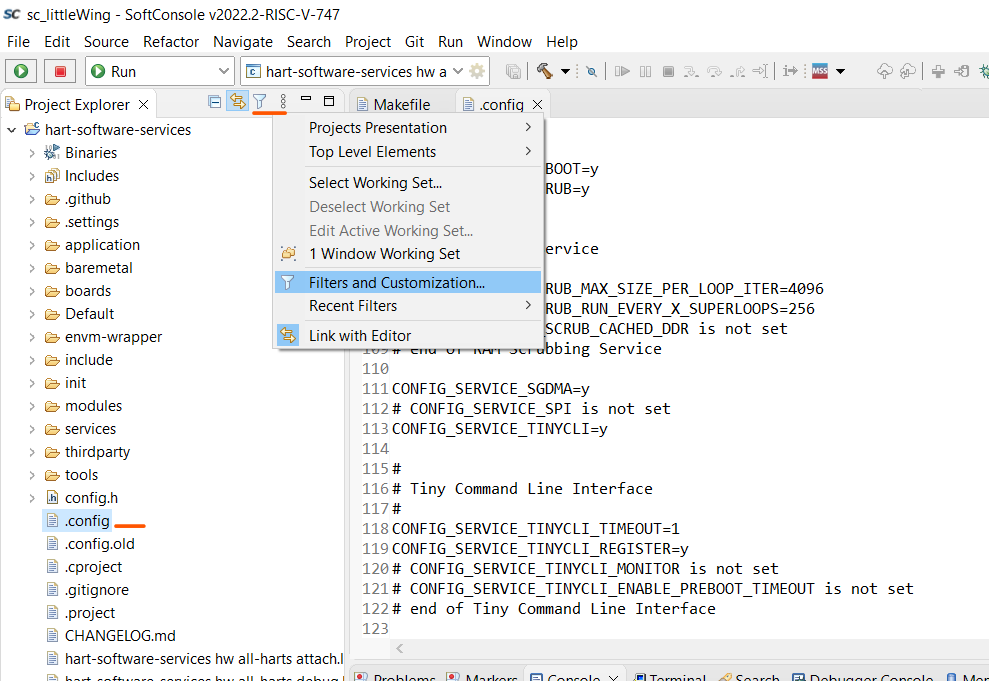 SC sc_littleWing - SoftConsole v2022.2-RISC-V-747
File Edit Source Refactor Navigate Search Project Git Run Window Help
Run
hart-software-services hw a
MSS
Project Explorer
Makefile
.config
hart-software-services
Binaries
Includes
.github
.settings
application
baremetal
boards
Default
envm-wrapper
include
init
modules
services
thirdparty
tools
config.h
.config
.config.old
.cproject
.gitignore
.project
CHANGELOG.md
hart-software-services hw all-harts attach.l
hart-software-services hw all-harts debug.l
Projects Presentation
Top Level Elements
Select Working Set...
Deselect Working Set
Edit Active Working Set...
1 Window Working Set
Filters and Customization...
Recent Filters
Link with Editor
BOOT=y
RUB=y
ervice
RUB_MAX_SIZE_PER_LOOP_ITER=4096
RUB_RUN_EVERY_X_SUPERLOOPS=256
SCRUB_CACHED_DDR is not set
109 # end of RAM Scrubbing Service
110
111 CONFIG_SERVICE_SGDMA=y
112 # CONFIG_SERVICE_SPI is not set
113 CONFIG_SERVICE_TINYCLI=y
114
115 #
116 # Tiny Command Line Interface
117 #
118 CONFIG_SERVICE_TINYCLI_TIMEOUT=1
119 CONFIG_SERVICE_TINYCLI_REGISTER=y
120 # CONFIG_SERVICE_TINYCLI_MONITOR is not set
121 # CONFIG_SERVICE_TINYCLI_ENABLE_PREBOOT_TIMEOUT is not set
122 # end of Tiny Command Line Interface
123
Problems Markers Console Terminal Search Debugger Console Mem